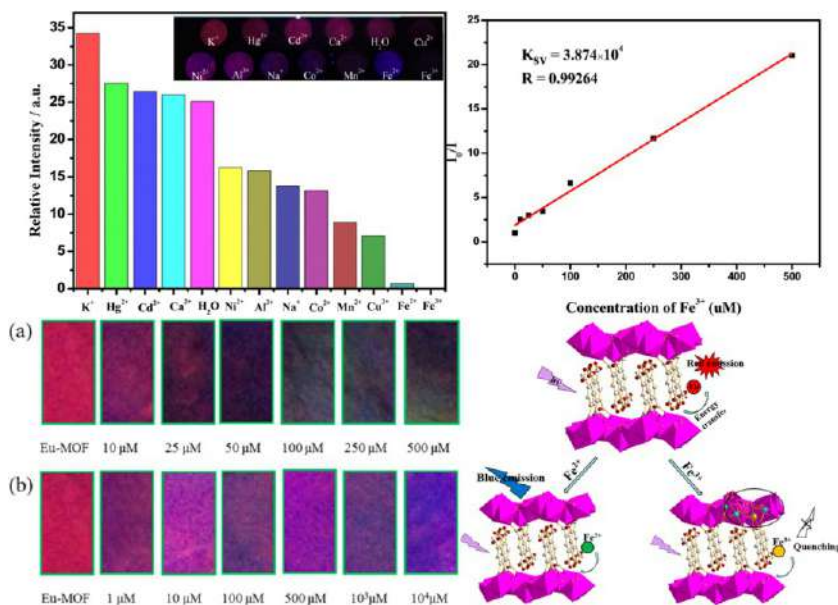 35
30
25
20
15
10
5
0
Relative Intensity / a.u.
K⁺ Hg²⁺ Cd²⁺ Ca²⁺ H₂O Cu²⁺
Ni²⁺ Al³⁺ Na⁺ Co²⁺ Mn²⁺ Fe²⁺ Fe³⁺
K⁺ Hg²⁺ Cd²⁺ Ca²⁺ H₂O Ni²⁺ Al³⁺ Na⁺ Co²⁺ Mn²⁺ Cu²⁺ Fe²⁺ Fe³⁺
25
20
15
10
5
0
I₀/I
K_SV = 3.874×10⁴
R = 0.99264
0 100 200 300 400 500
Concentration of Fe³⁺ (uM)
(a)
Eu-MOF 10 μM 25 μM 50 μM 100 μM 250 μM 500 μM
(b)
Eu-MOF 1 μM 10 μM 100 μM 500 μM 10³μM 10⁴μM
Red emission
Energy
transfer
Fe²⁺
Fe³⁺
Blue emission
Fe²⁺
Fe³⁺
Quenching